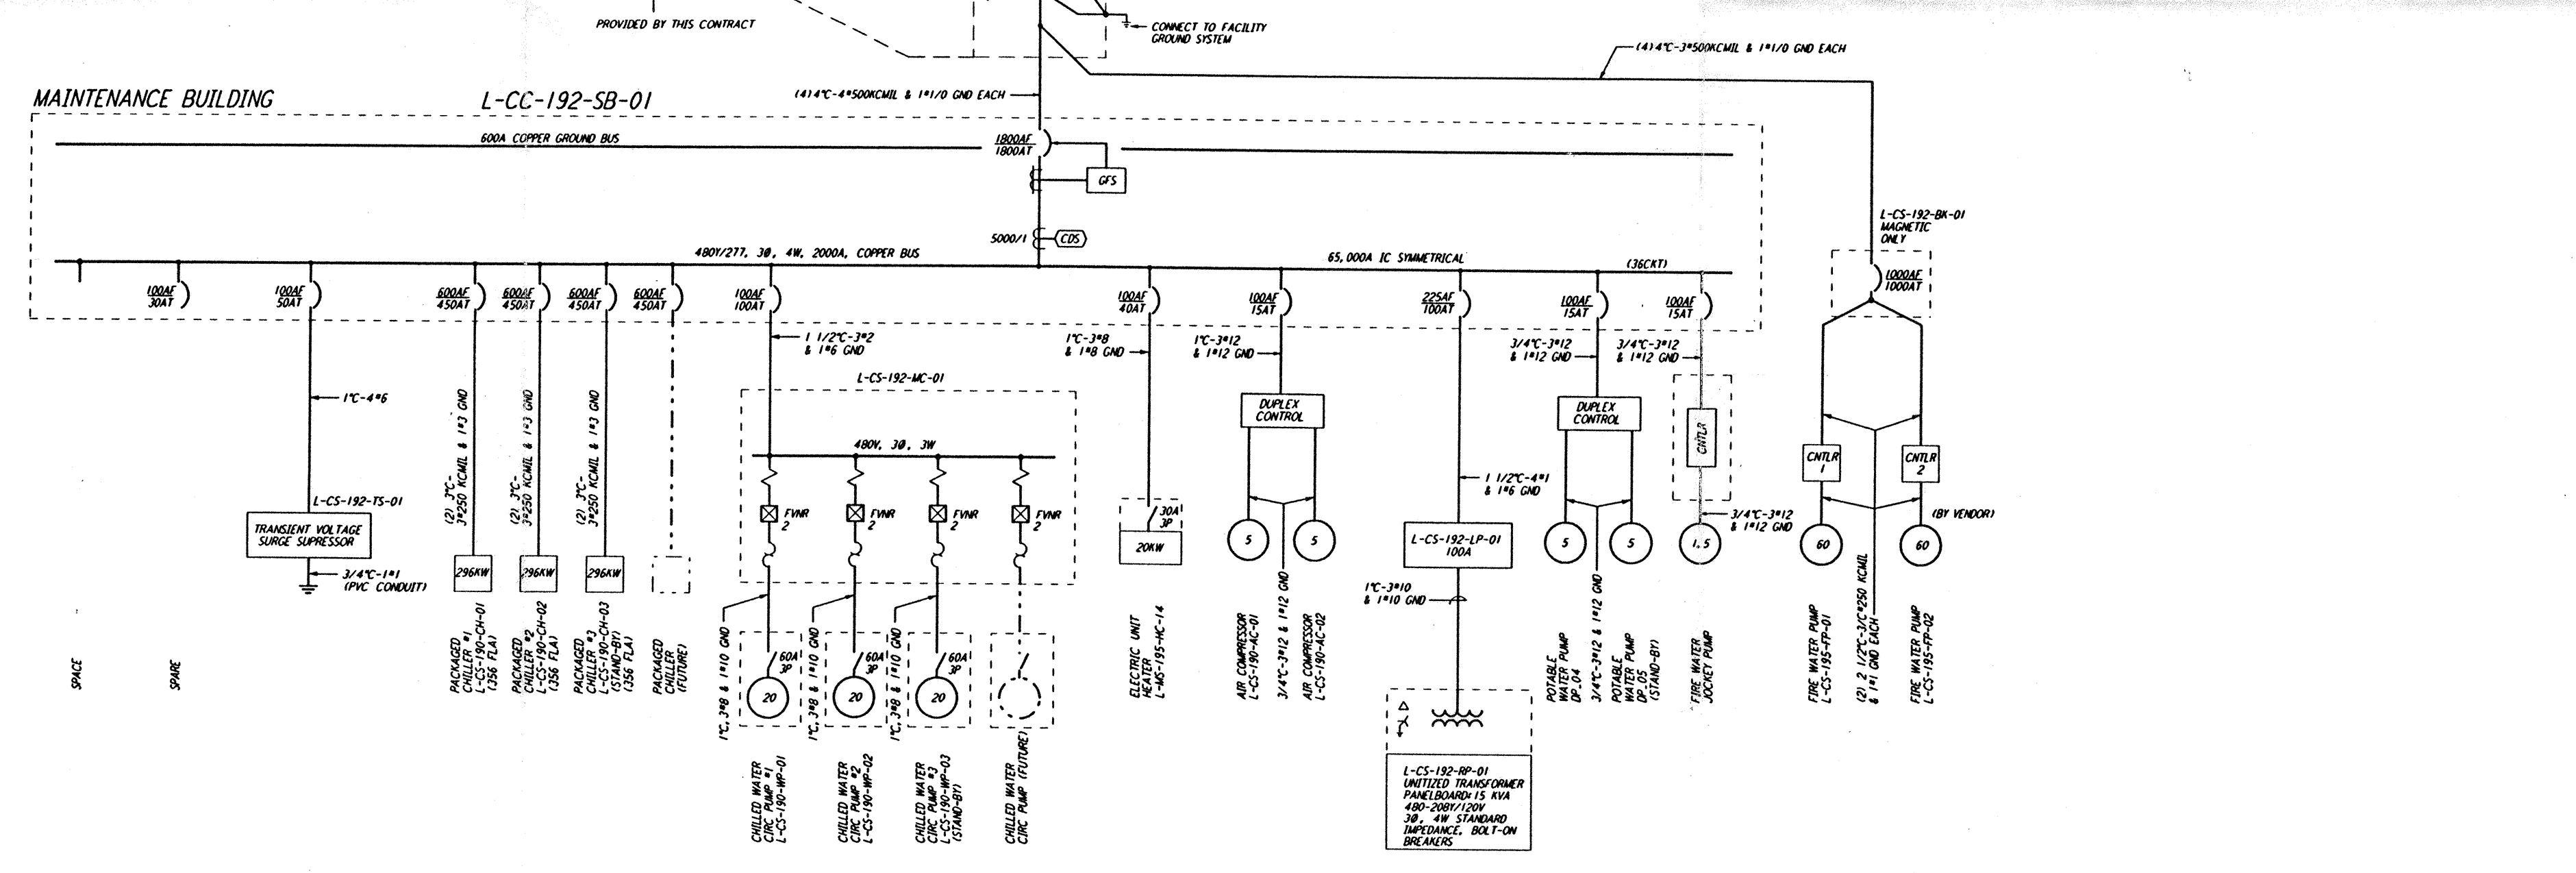 PROVIDED BY THIS CONTRACT
CONNECT TO FACILITY
GROUND SYSTEM
(4)4"C-3#500KCMIL & 1#1/0 GND EACH
MAINTENANCE BUILDING
L-CC-192-SB-01
(4)4"C-4#500KCMIL & 1#1/0 GND EACH
600A COPPER GROUND BUS
1800AF
1800AT
GFS
5000/1
CDS
480Y/277, 3Ø, 4W, 2000A, COPPER BUS
65,000A IC SYMMETRICAL
(36CKT)
L-CS-192-BK-01
MAGNETIC
ONLY
1000AF
1000AT
100AF
30AT
100AF
50AT
600AF
450AT
600AF
450AT
600AF
450AT
600AF
450AT
100AF
100AT
100AF
40AT
100AF
15AT
225AF
100AT
100AF
15AT
100AF
15AT
1 1/2"C-3#2
& 1#6 GND
1"C-3#8
& 1#8 GND
1"C-3#12
& 1#12 GND
3/4"C-3#12
& 1#12 GND
3/4"C-3#12
& 1#12 GND
L-CS-192-MC-01
1"C-4#6
(2) 3"C-
3#250 KCMIL & 1#3 GND
(2) 3"C-
3#250 KCMIL & 1#3 GND
(2) 3"C-
3#250 KCMIL & 1#3 GND
480V, 3Ø, 3W
DUPLEX
CONTROL
DUPLEX
CONTROL
CNTLR
CNTLR
1
CNTLR
2
L-CS-192-TS-01
TRANSIENT VOLTAGE
SURGE SUPRESSOR
3/4"C-1#1
(PVC CONDUIT)
FVNR
2
FVNR
2
FVNR
2
FVNR
2
30A
3P
20KW
5
5
1 1/2"C-4#1
& 1#6 GND
L-CS-192-LP-01
100A
5
5
3/4"C-3#12
& 1#12 GND
1.5
(BY VENDOR)
60
60
296KW
296KW
296KW
1"C-3#10
& 1#10 GND
SPACE
SPARE
PACKAGED
CHILLER #1
L-CS-190-CH-01
(356 FLA)
PACKAGED
CHILLER #2
L-CS-190-CH-02
(356 FLA)
PACKAGED
CHILLER #3
L-CS-190-CH-03
(STAND-BY)
(356 FLA)
PACKAGED
CHILLER
(FUTURE)
1"C, 3#8 & 1#10 GND
60A
3P
20
1"C, 3#8 & 1#10 GND
60A
3P
20
1"C, 3#8 & 1#10 GND
60A
3P
20
ELECTRIC UNIT
HEATER
L-MS-195-HC-14
AIR COMPRESSOR
L-CS-190-AC-01
3/4"C-3#12 & 1#12 GND
AIR COMPRESSOR
L-CS-190-AC-02
POTABLE
WATER PUMP
DP_04
3/4"C-3#12 & 1#12 GND
POTABLE
WATER PUMP
DP_05
(STAND-BY)
FIRE WATER
JOCKEY PUMP
FIRE WATER PUMP
L-CS-195-FP-01
(2) 2 1/2"C-3/C#250 KCMIL
& 1#1 GND EACH
FIRE WATER PUMP
L-CS-195-FP-02
CHILLED WATER
CIRC PUMP #1
L-CS-190-WP-01
CHILLED WATER
CIRC PUMP #2
L-CS-190-WP-02
CHILLED WATER
CIRC PUMP #3
L-CS-190-WP-03
(STAND-BY)
CHILLED WATER
CIRC PUMP (FUTURE)
L-CS-192-RP-01
UNITIZED TRANSFORMER
PANELBOARD: 15 KVA
480-208Y/120V
3Ø, 4W STANDARD
IMPEDANCE, BOLT-ON
BREAKERS